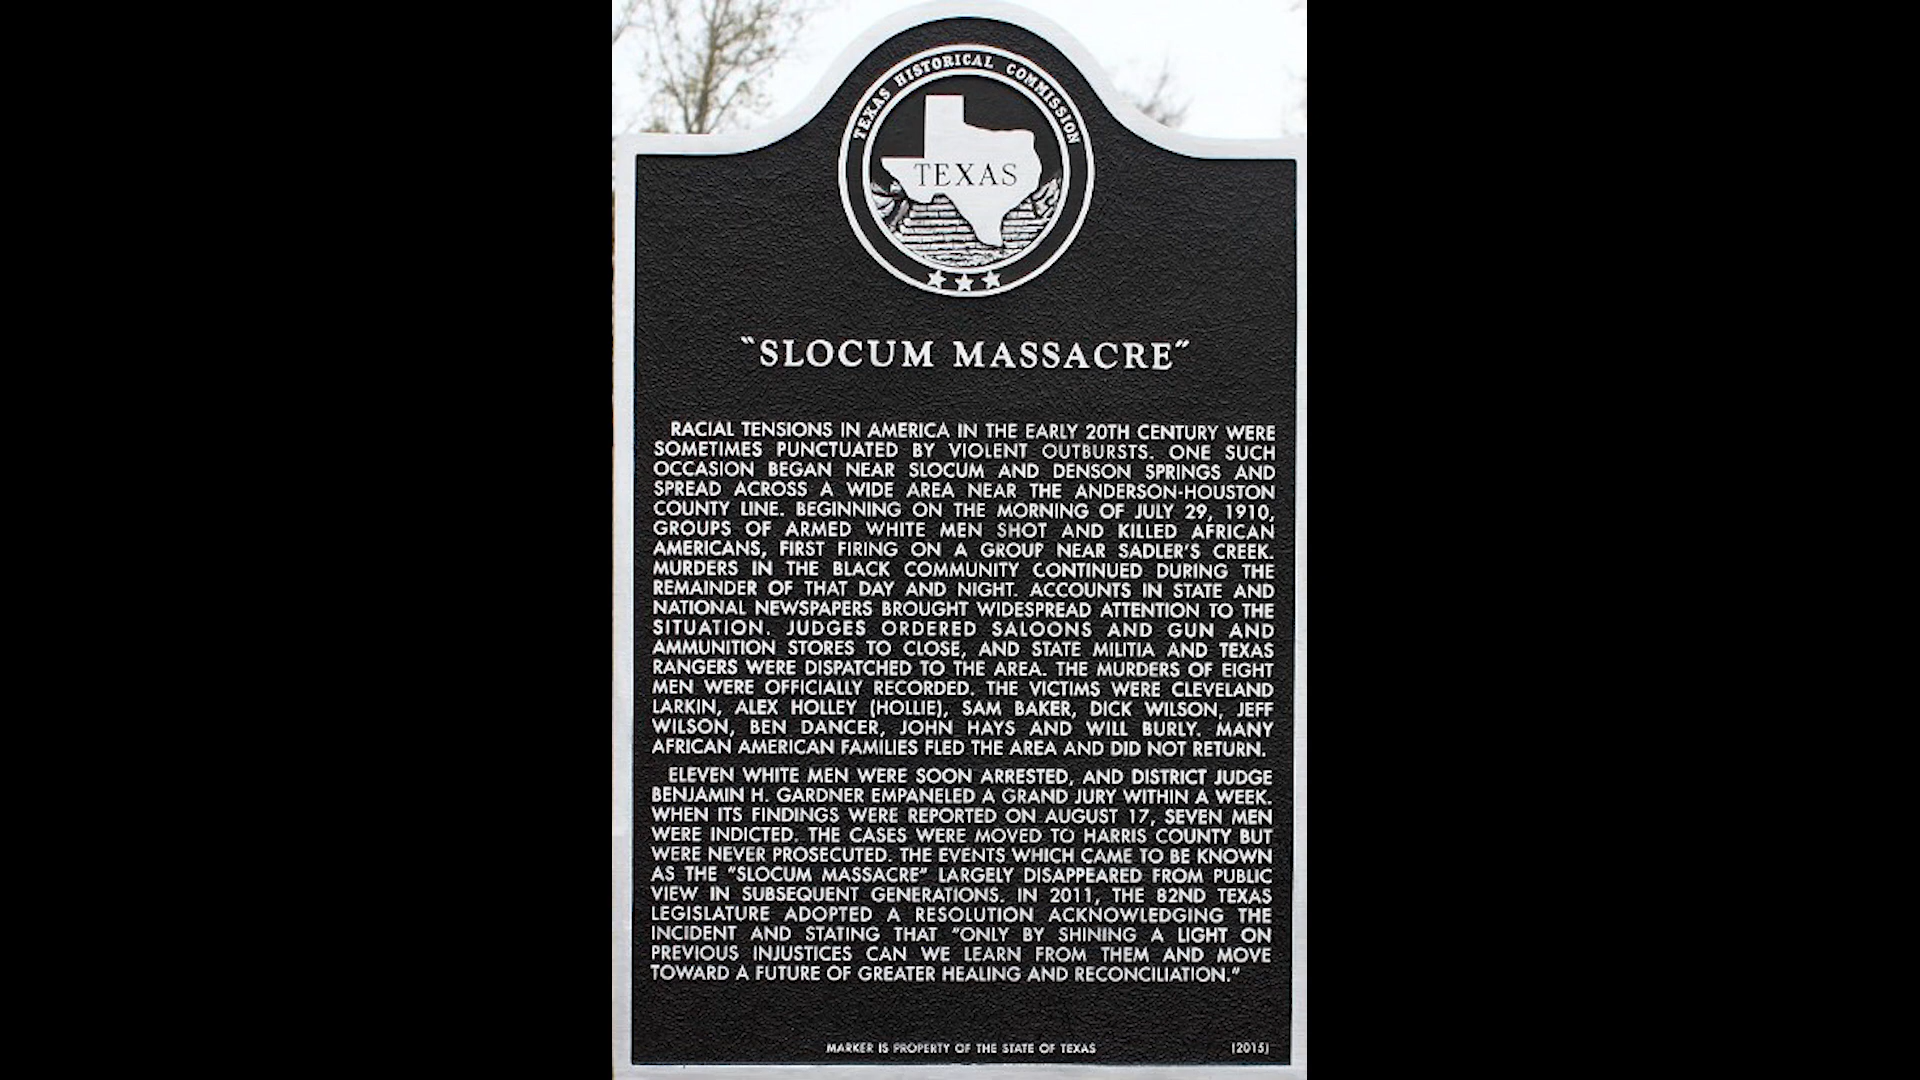 TEXAS HISTORICAL COMMISSION
TEXAS
"SLOCUM MASSACRE"
RACIAL TENSIONS IN AMERICA IN THE EARLY 20TH CENTURY WERE
SOMETIMES PUNCTUATED BY VIOLENT OUTBURSTS. ONE SUCH
OCCASION BEGAN NEAR SLOCUM AND DENSON SPRINGS AND
SPREAD ACROSS A WIDE AREA NEAR THE ANDERSON-HOUSTON
COUNTY LINE. BEGINNING ON THE MORNING OF JULY 29, 1910,
GROUPS OF ARMED WHITE MEN SHOT AND KILLED AFRICAN
AMERICANS, FIRST FIRING ON A GROUP NEAR SADLER'S CREEK.
MURDERS IN THE BLACK COMMUNITY CONTINUED DURING THE
REMAINDER OF THAT DAY AND NIGHT. ACCOUNTS IN STATE AND
NATIONAL NEWSPAPERS BROUGHT WIDESPREAD ATTENTION TO THE
SITUATION. JUDGES ORDERED SALOONS AND GUN AND
AMMUNITION STORES TO CLOSE, AND STATE MILITIA AND TEXAS
RANGERS WERE DISPATCHED TO THE AREA. THE MURDERS OF EIGHT
MEN WERE OFFICIALLY RECORDED. THE VICTIMS WERE CLEVELAND
LARKIN, ALEX HOLLEY (HOLLIE), SAM BAKER, DICK WILSON, JEFF
WILSON, BEN DANCER, JOHN HAYS AND WILL BURLY. MANY
AFRICAN AMERICAN FAMILIES FLED THE AREA AND DID NOT RETURN.
ELEVEN WHITE MEN WERE SOON ARRESTED, AND DISTRICT JUDGE
BENJAMIN H. GARDNER EMPANELED A GRAND JURY WITHIN A WEEK.
WHEN ITS FINDINGS WERE REPORTED ON AUGUST 17, SEVEN MEN
WERE INDICTED. THE CASES WERE MOVED TO HARRIS COUNTY BUT
WERE NEVER PROSECUTED. THE EVENTS WHICH CAME TO BE KNOWN
AS THE "SLOCUM MASSACRE" LARGELY DISAPPEARED FROM PUBLIC
VIEW IN SUBSEQUENT GENERATIONS. IN 2011, THE 82ND TEXAS
LEGISLATURE ADOPTED A RESOLUTION ACKNOWLEDGING THE
INCIDENT AND STATING THAT "ONLY BY SHINING A LIGHT ON
PREVIOUS INJUSTICES CAN WE LEARN FROM THEM AND MOVE
TOWARD A FUTURE OF GREATER HEALING AND RECONCILIATION."
MARKER IS PROPERTY OF THE STATE OF TEXAS (2015)